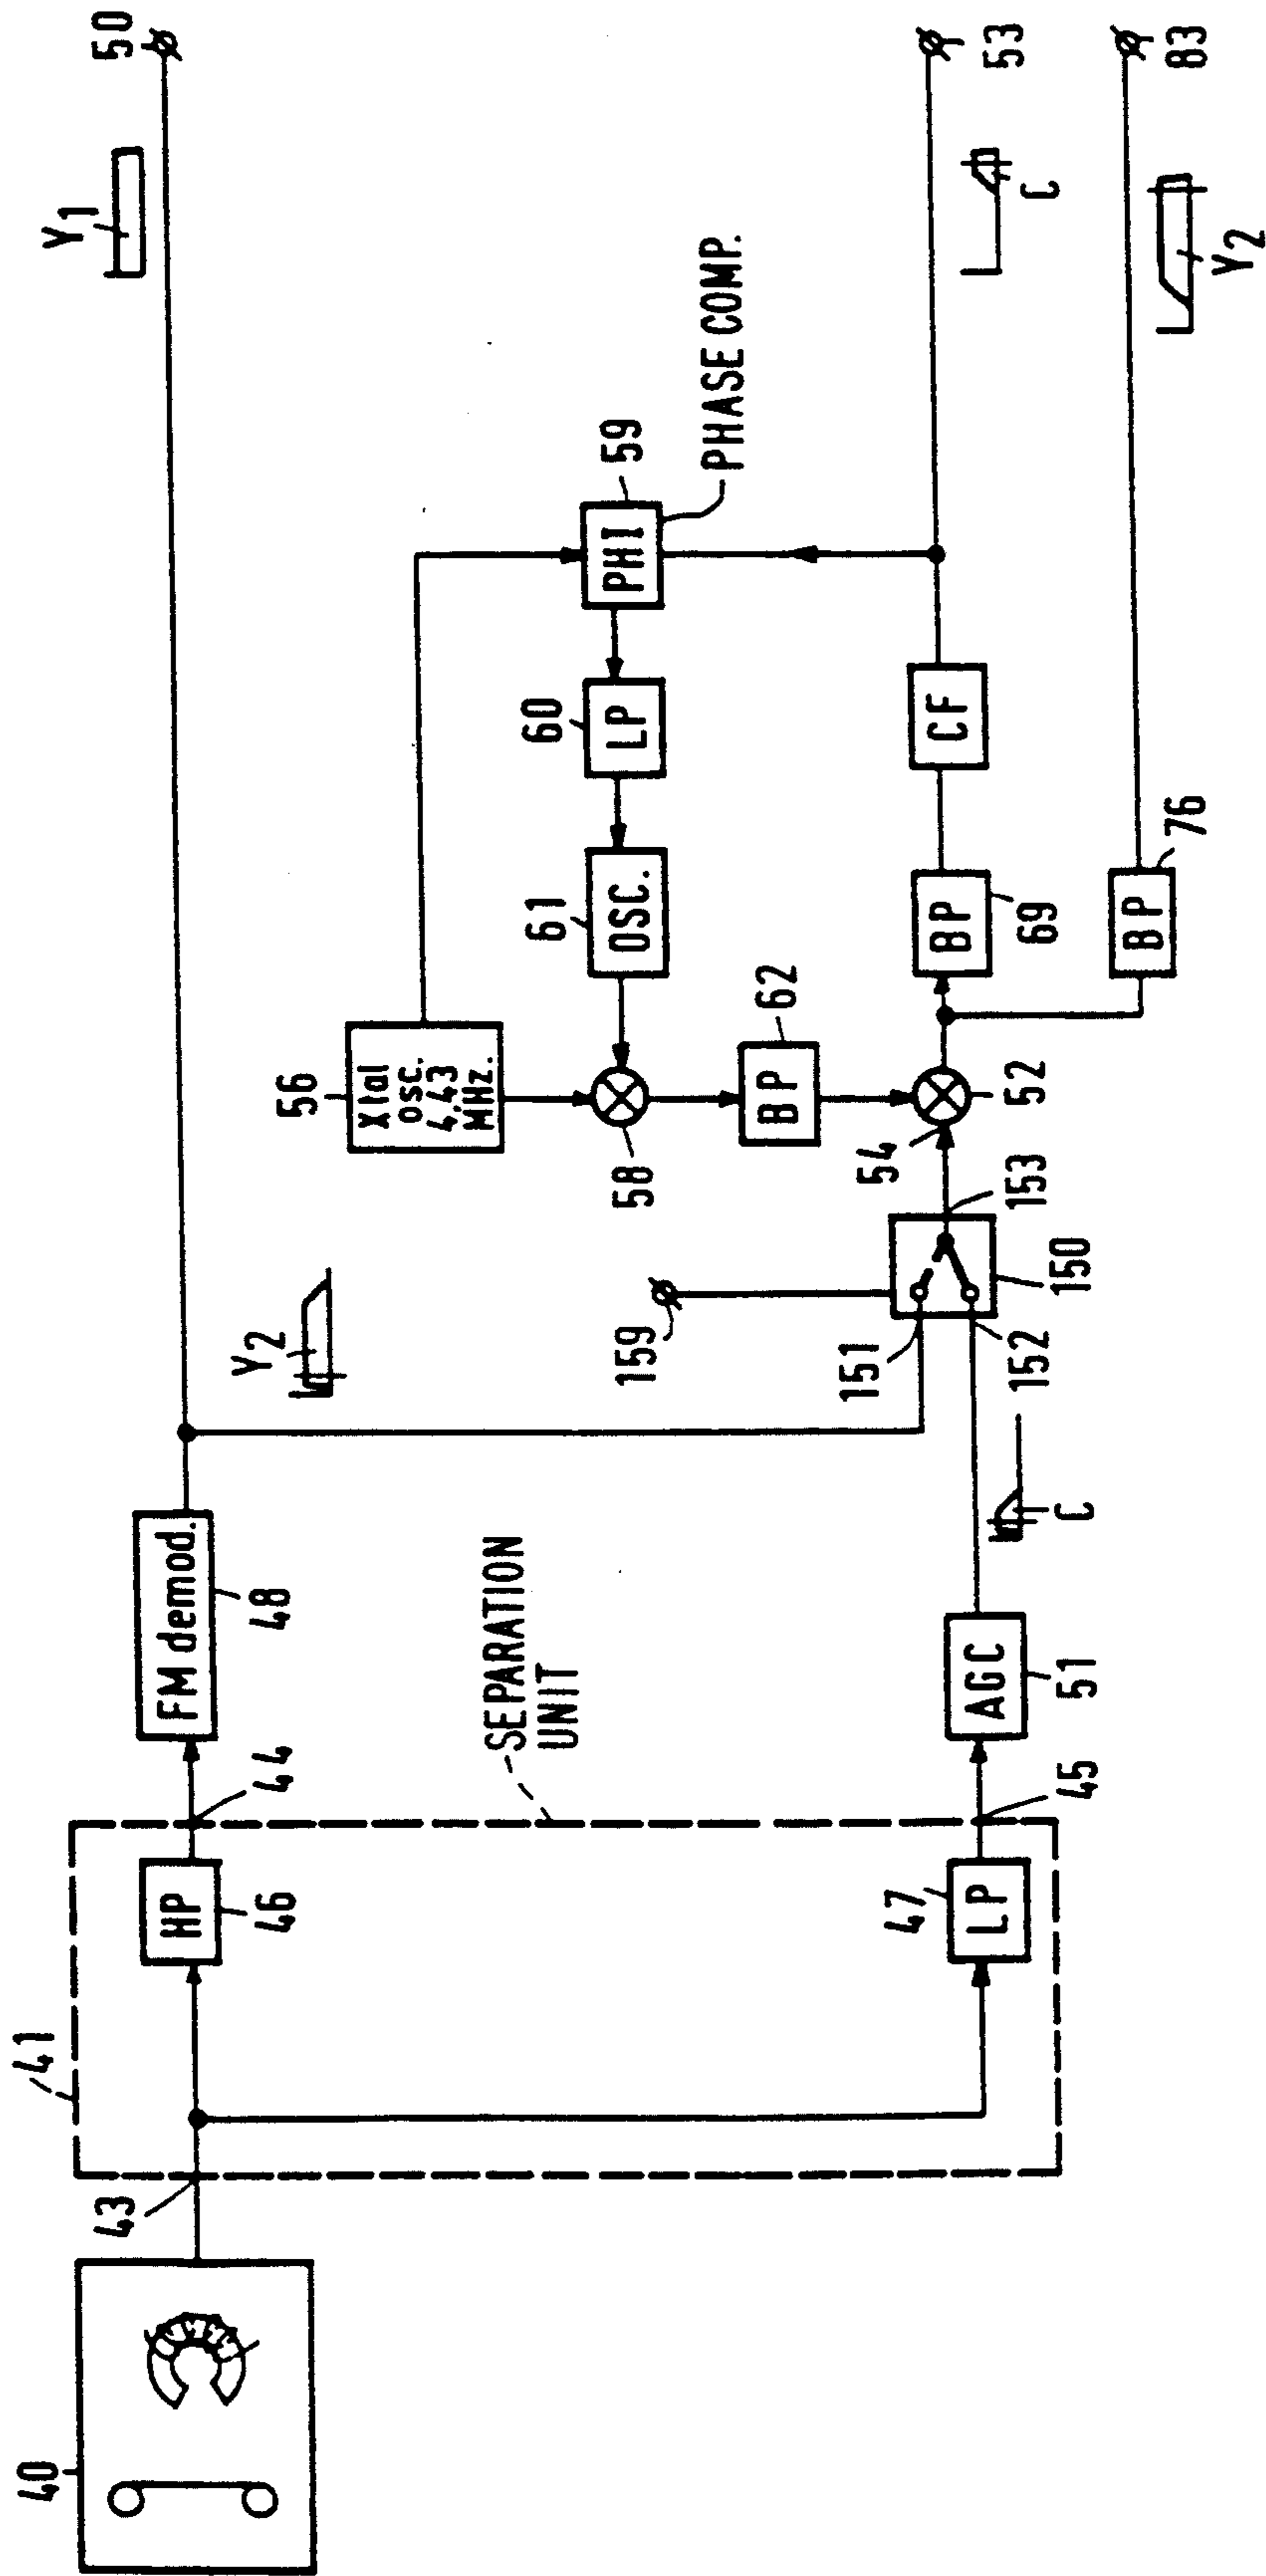 40
43
41
HP
46
44
FM demod.
48
Y2
Y1
50
SEPARATION
UNIT
47
LP
45
AGC
51
C
159
151
152
150
153
54
52
56
Xtal
osc.
4,43
MHz.
58
BP
62
61
OSC.
60
LP
PHI
59
PHASE COMP.
BP
69
CF
BP
76
53
C
83
Y2